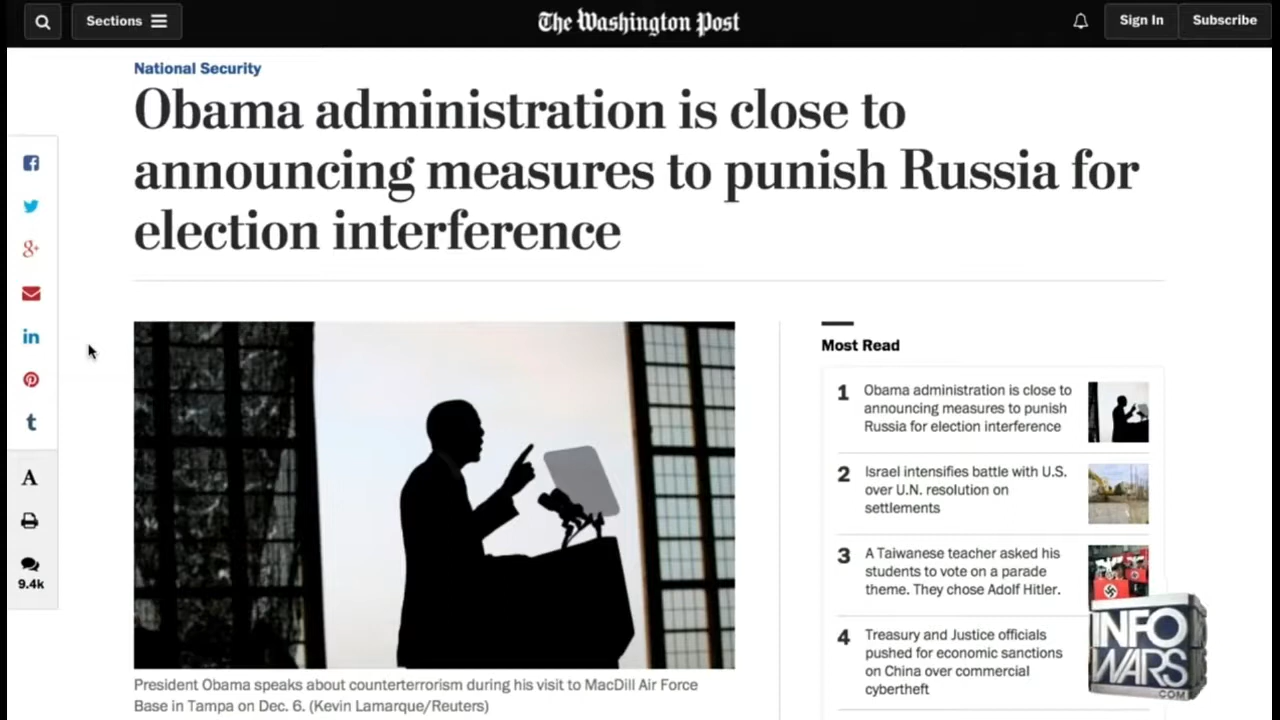 Sections
The Washington Post
Sign In
Subscribe
National Security
Obama administration is close to
announcing measures to punish Russia for
election interference
g+
in
t
A
9.4k
Most Read
1
Obama administration is close to
announcing measures to punish
Russia for election interference
2
Israel intensifies battle with U.S.
over U.N. resolution on
settlements
3
A Taiwanese teacher asked his
students to vote on a parade
theme. They chose Adolf Hitler.
4
Treasury and Justice officials
pushed for economic sanctions
on China over commercial
cybertheft
President Obama speaks about counterterrorism during his visit to MacDill Air Force
Base in Tampa on Dec. 6. (Kevin Lamarque/Reuters)
INFO
WARS
.COM